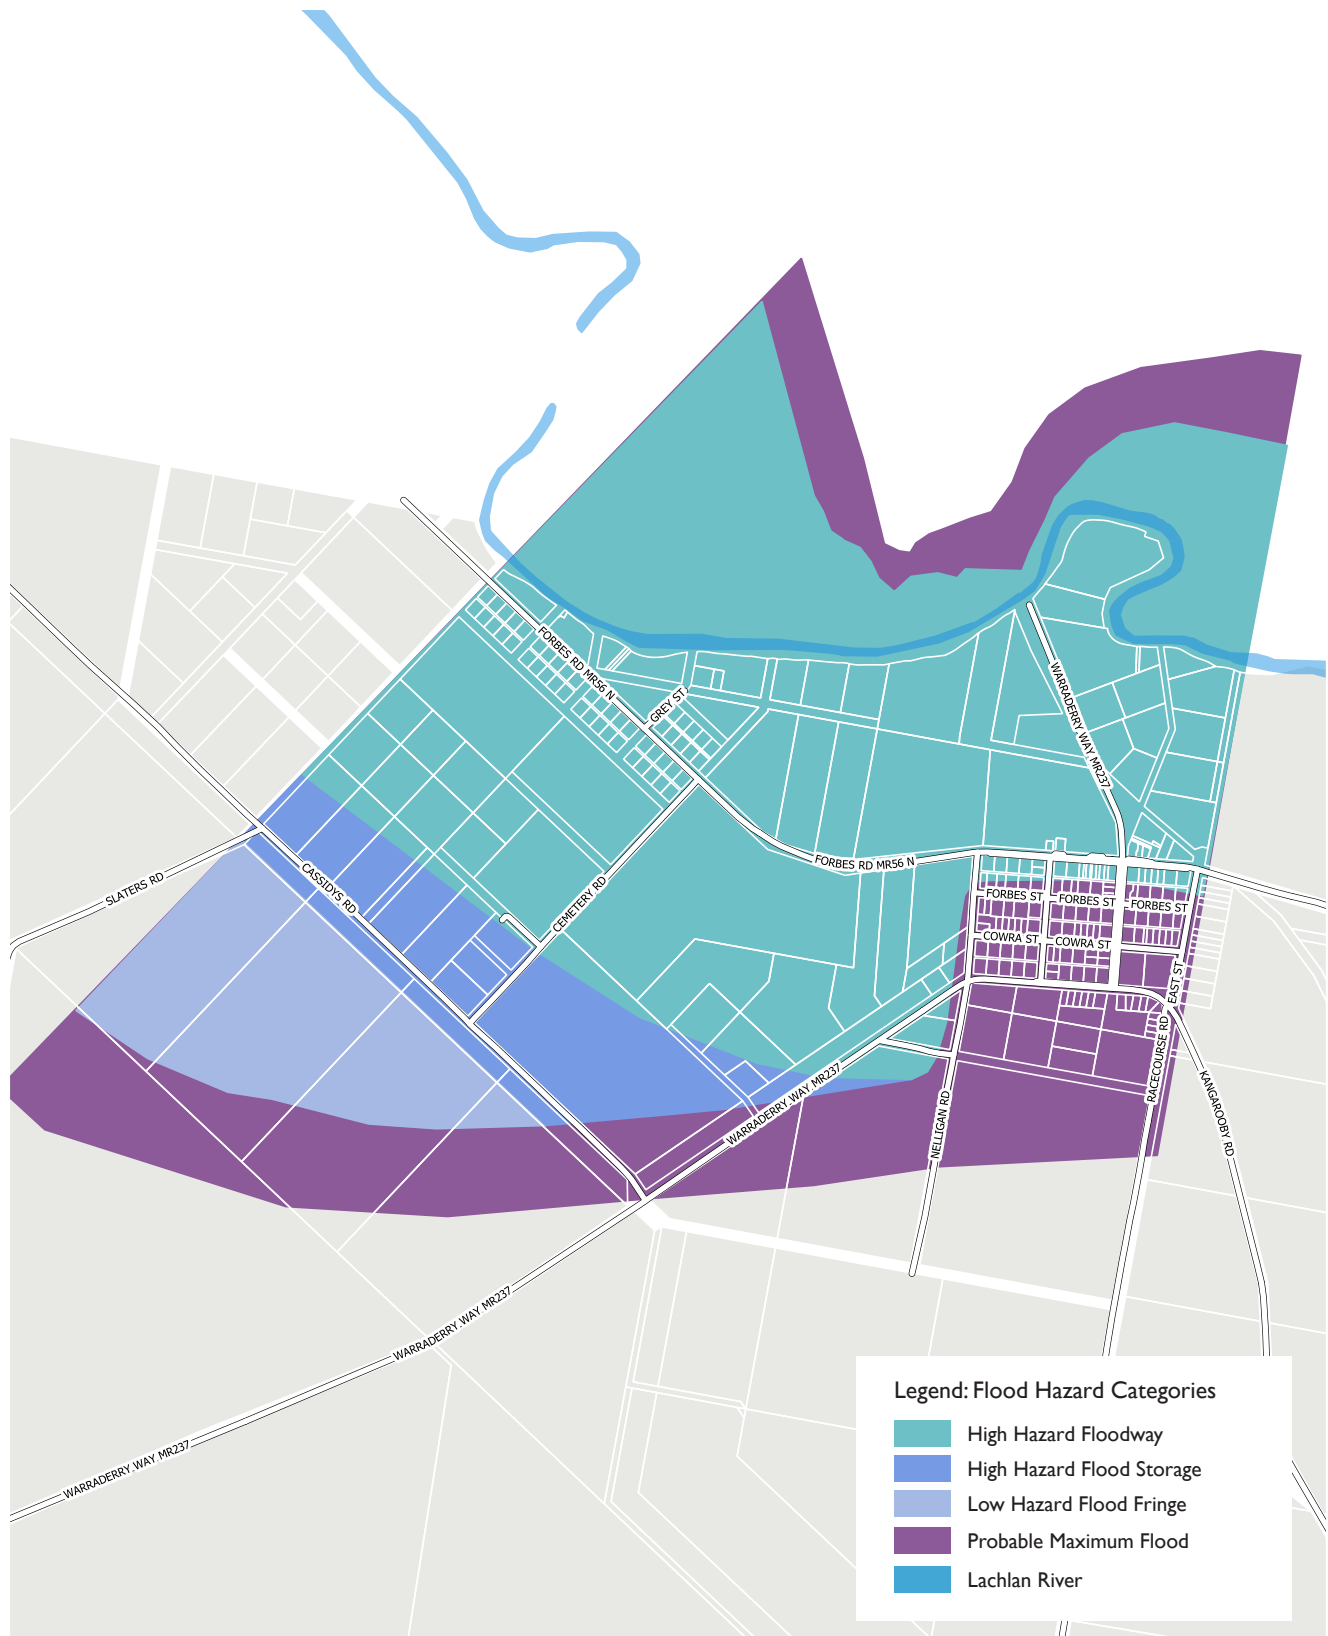 FORBES RD MR56 N
GREY ST
WARRADERRY WAY MR237
FORBES RD MR56 N
SLATERS RD
CASSIDYS RD
CEMETERY RD
FORBES ST
FORBES ST
FORBES ST
COWRA ST
COWRA ST
EAST ST
RACECOURSE RD
KANGAROOBY RD
WARRADERRY WAY MR237
NELLIGAN RD
WARRADERRY WAY MR237
WARRADERRY WAY MR237
Legend: Flood Hazard Categories
High Hazard Floodway
High Hazard Flood Storage
Low Hazard Flood Fringe
Probable Maximum Flood
Lachlan River